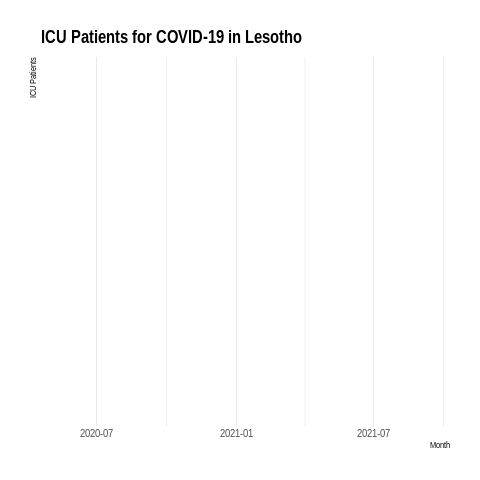 ICU Patients for COVID-19 in Lesotho
ICU Patients
2020-07
2021-01
2021-07
Month